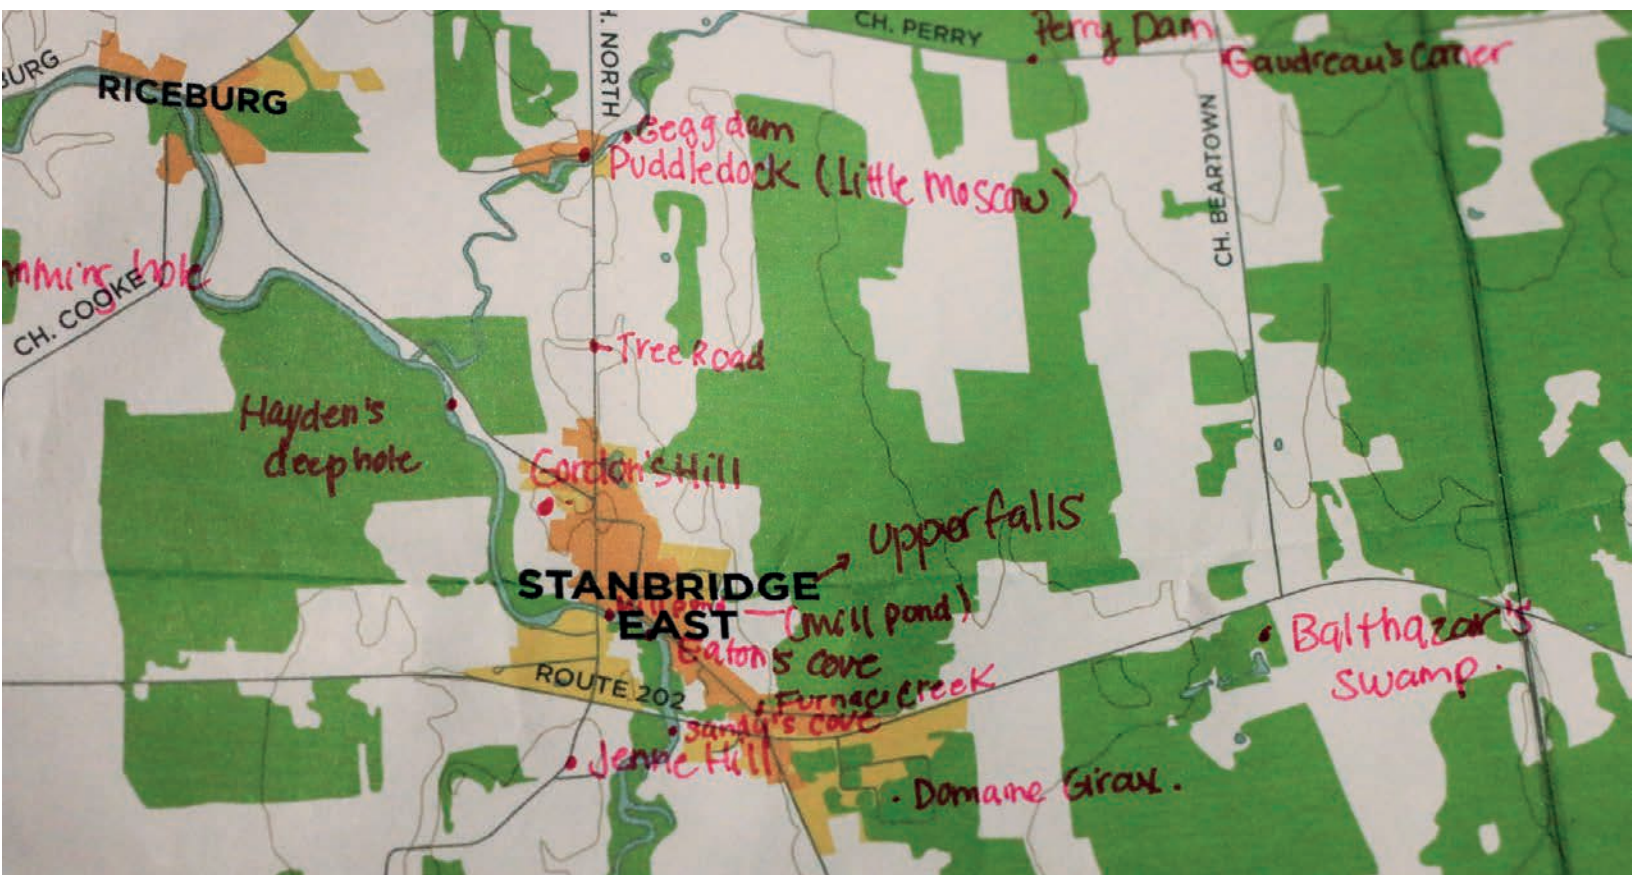 CH. PERRY
Perry Dam
Gaudreau's Corner
BURG
RICEBURG
H. NORTH
Gegg dam
Puddledock (Little Moscow)
CH. BEARTOWN
mming hole
CH. COOKE
Tree Road
Hayden's
deep hole
Gordon's Hill
upper falls
STANBRIDGE
EAST
(mill pond)
Balthazar's
swamp.
Eaton's cove
ROUTE 202
Furnace Creek
Sandy's cove
Jenne Hill
Domaine Giroux.